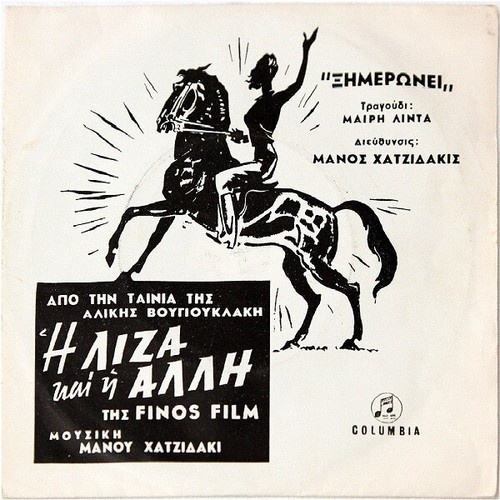 "ΞΗΜΕΡΩΝΕΙ„
Τραγούδι:
ΜΑΙΡΗ ΛΙΝΤΑ
Διεύθυνσις:
ΜΑΝΟΣ ΧΑΤΖΙΔΑΚΙΣ
ΑΠΟ ΤΗΝ ΤΑΙΝΙΑ ΤΗΣ
ΑΛΙΚΗΣ ΒΟΥΓΙΟΥΚΛΑΚΗ
Ἡ ΛΙΖΑ
καί ἡ ΑΛΛΗ
ΤΗΣ FINOS FILM
ΜΟΥΣΙΚΗ
ΜΑΝΟΥ ΧΑΤΖΙΔΑΚΙ
COLUMBIA